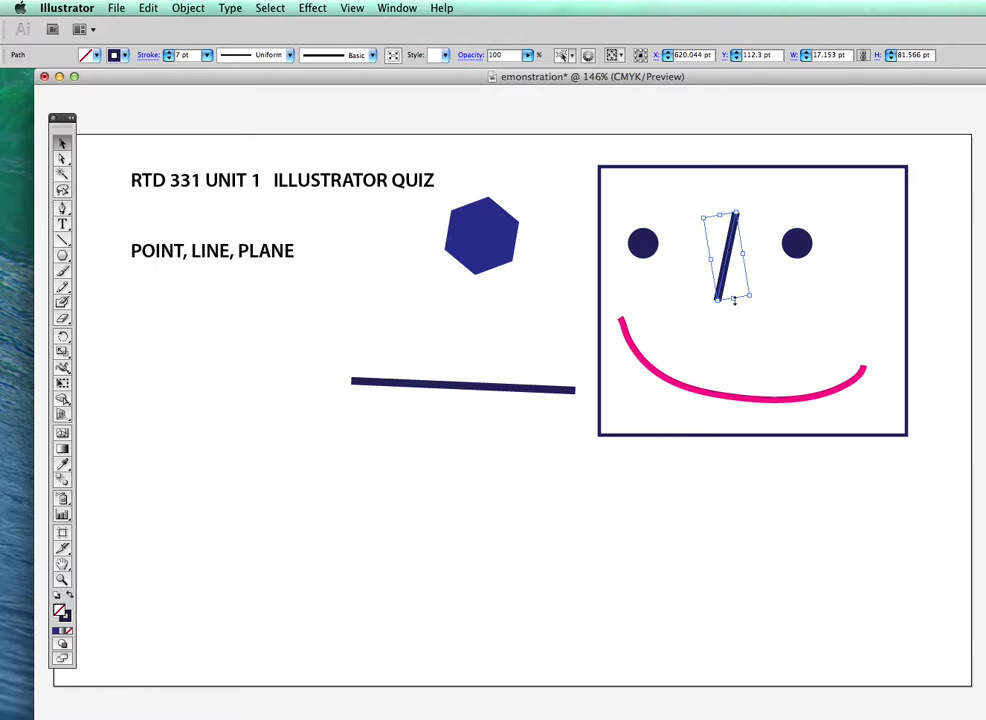 Illustrator File Edit Object Type Select Effect View Window Help
Ai Br
Path Stroke: 7 pt Uniform Basic Style: Opacity: 100 % X: 620.044 pt Y: 112.3 pt W: 17.153 pt H: 81.566 pt
emonstration* @ 146% (CMYK/Preview)
RTD 331 UNIT 1 ILLUSTRATOR QUIZ
POINT, LINE, PLANE